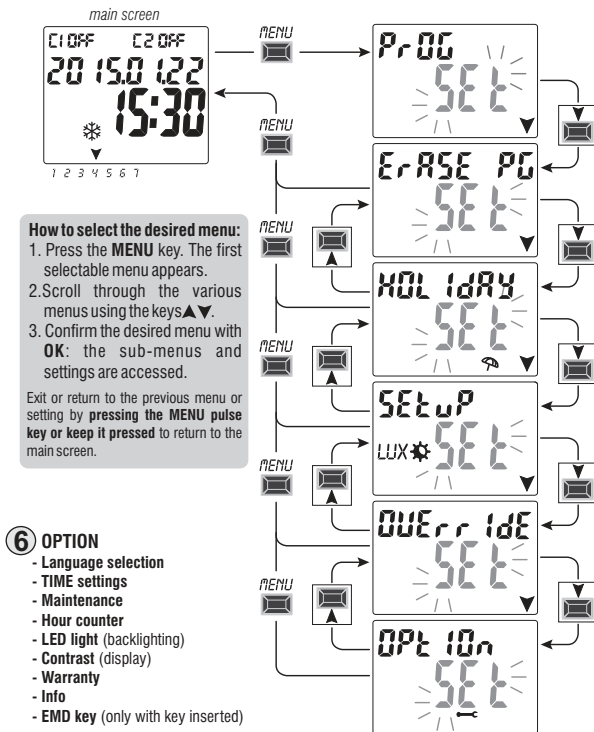 main screen
C1 OFF C2 OFF
2015.01.22
15:30
1 2 3 4 5 6 7
MENU
PrOG
SEt
MENU
ErASE PG
SEt
How to select the desired menu:
1. Press the MENU key. The first
selectable menu appears.
2.Scroll through the various
menus using the keys▲▼.
3. Confirm the desired menu with
OK: the sub-menus and
settings are accessed.
Exit or return to the previous menu or
setting by pressing the MENU pulse
key or keep it pressed to return to the
main screen.
MENU
HOLIdAY
SEt
MENU
SEtuP
LUX SEt
MENU
OVErrIdE
SEt
MENU
OPtIOn
SEt
6 OPTION
- Language selection
- TIME settings
- Maintenance
- Hour counter
- LED light (backlighting)
- Contrast (display)
- Warranty
- Info
- EMD key (only with key inserted)